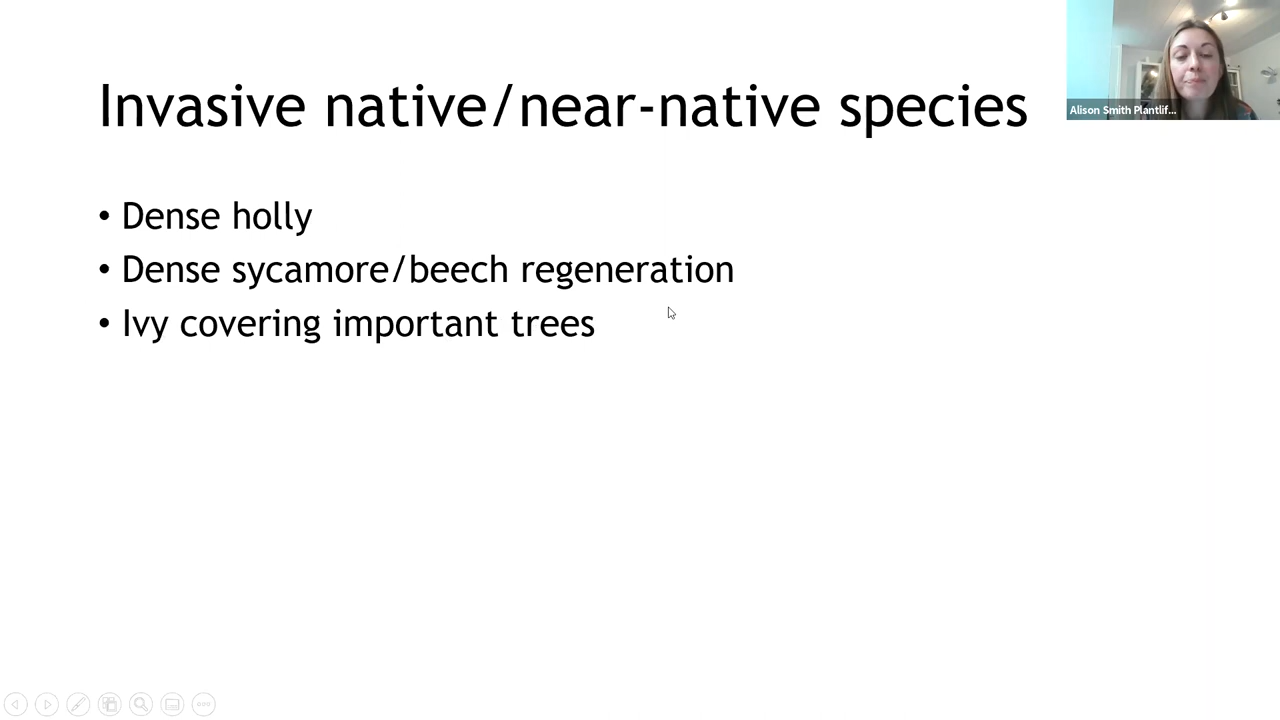 Invasive native/near-native species
• Dense holly
• Dense sycamore/beech regeneration
• Ivy covering important trees
Alison Smith Plantlif...